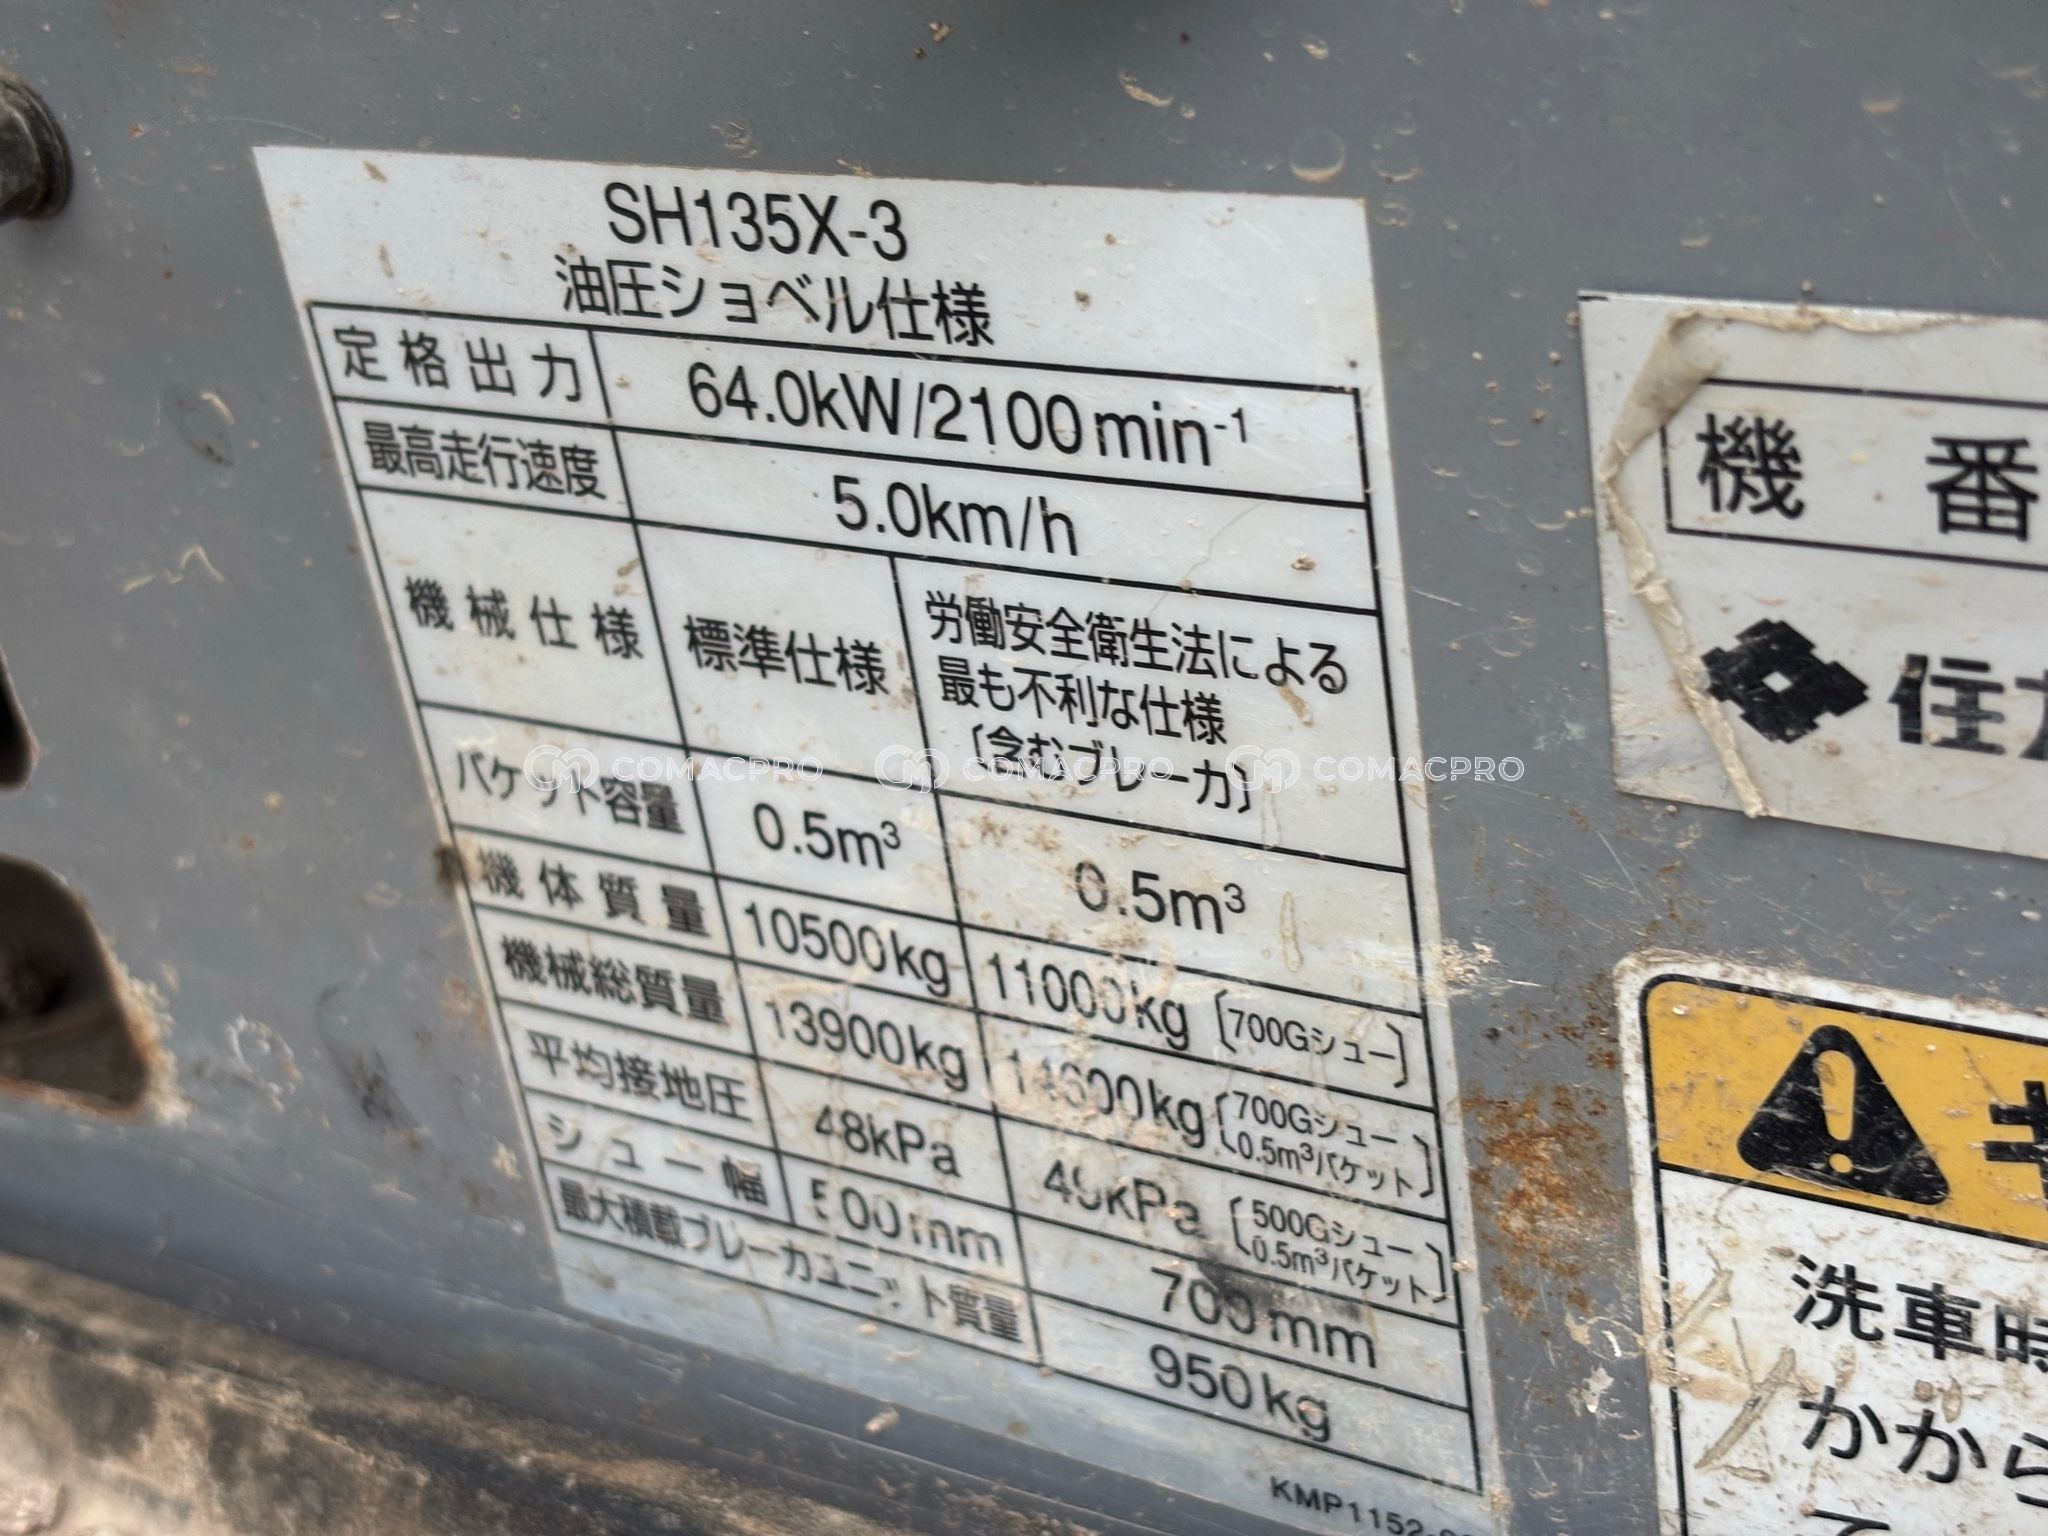 SH135X-3
油圧ショベル仕様
定格出力 64.0kW/2100min⁻¹
最高走行速度 5.0km/h
機械仕様 標準仕様 労働安全衛生法による
最も不利な仕様
〔含むブレーカ〕
バケット容量 0.5m³ 0.5m³
機体質量 10500kg 11000kg〔700Gシュー〕
機械総質量 13900kg 〔700Gシュー
0.5m³バケット〕
平均接地圧 48kPa 〔500Gシュー
0.5m³バケット〕
シュー幅 500mm 700mm
最大積載ブレーカユニット質量 950kg
KMP1152
COMACPRO COMACPRO COMACPRO
機番
住
洗車時
かから